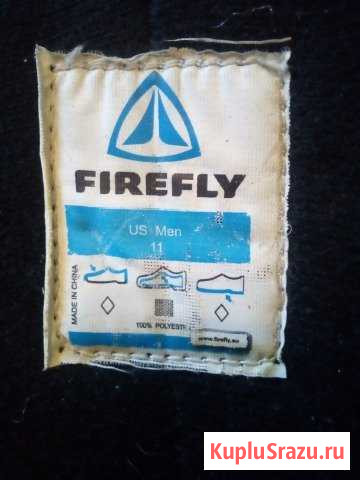 FIREFLY
US Men
11
MADE IN CHINA
100% POLYEST
www.firefly.eu
KupluSrazu.ru